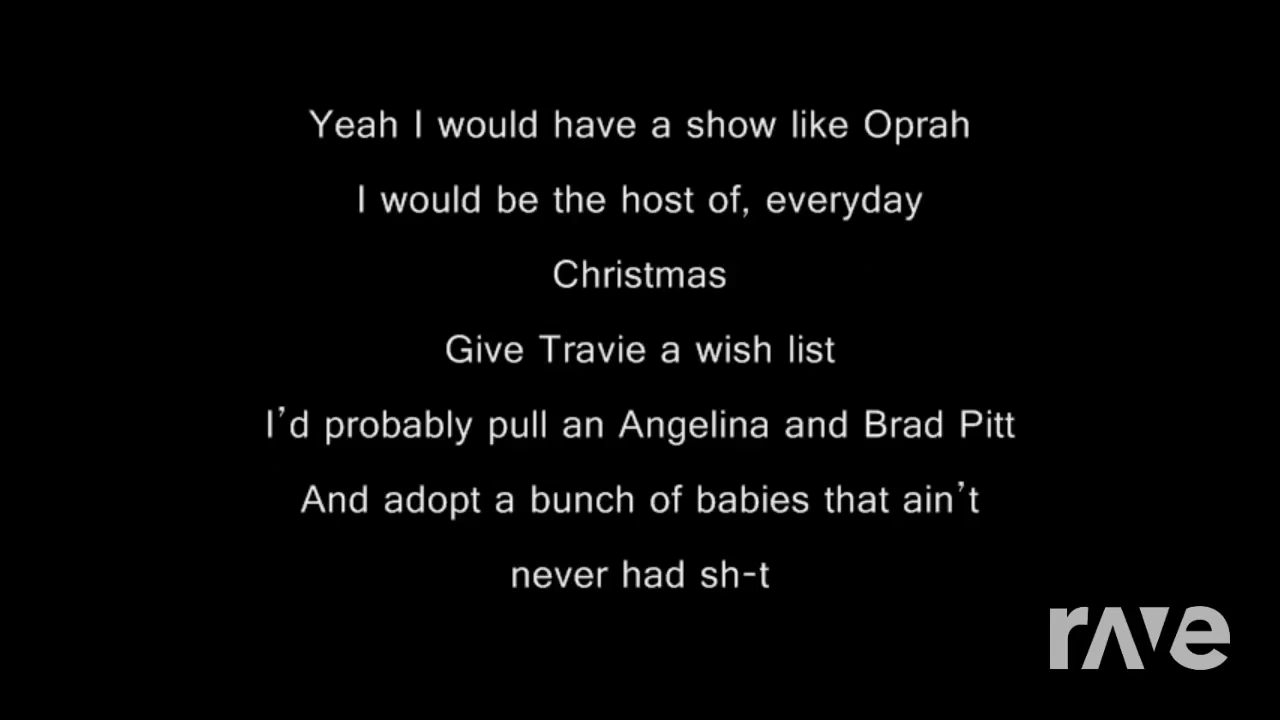 Yeah I would have a show like Oprah
I would be the host of, everyday
Christmas
Give Travie a wish list
I’d probably pull an Angelina and Brad Pitt
And adopt a bunch of babies that ain’t
never had sh-t
rave